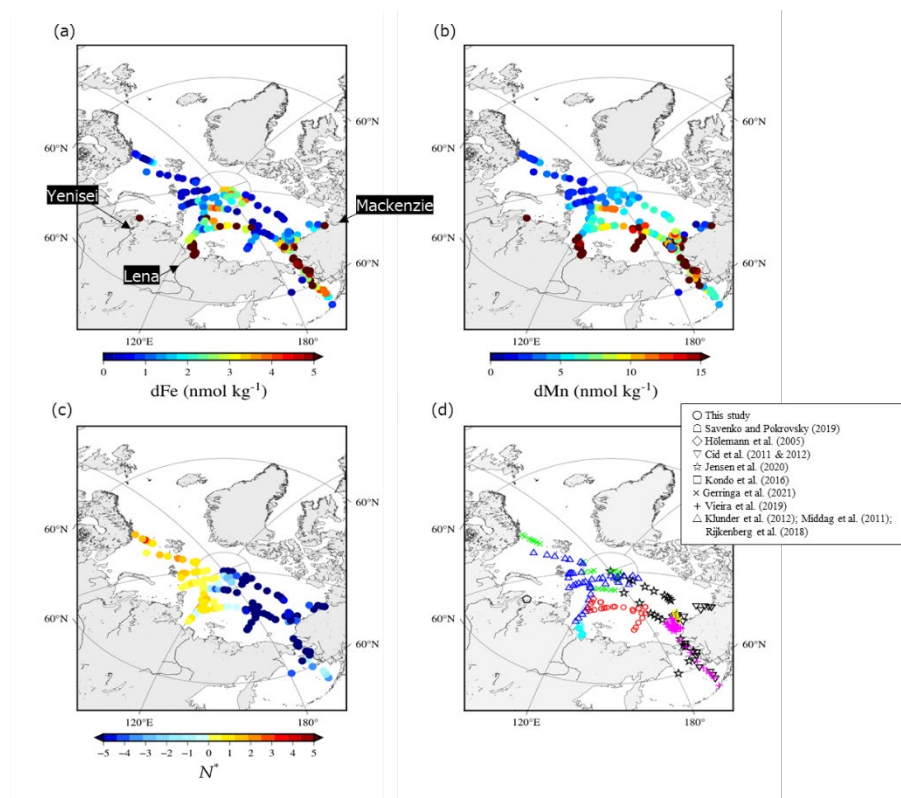 (a)
(b)
60°N
60°N
60°N
60°N
60°N
60°N
60°N
60°N
Yenisei
Mackenzie
Lena
120°E
180°
120°E
180°
0 1 2 3 4 5
0 5 10 15
dFe (nmol kg⁻¹)
dMn (nmol kg⁻¹)
(c)
(d)
This study
Savenko and Pokrovsky (2019)
Hölemann et al. (2005)
Cid et al. (2011 & 2012)
Jensen et al. (2020)
Kondo et al. (2016)
Gerringa et al. (2021)
Vieira et al. (2019)
Klunder et al. (2012); Middag et al. (2011);
Rijkenberg et al. (2018)
60°N
60°N
60°N
60°N
60°N
60°N
60°N
120°E
180°
120°E
180°
−5 −4 −3 −2 −1 0 1 2 3 4 5
N*